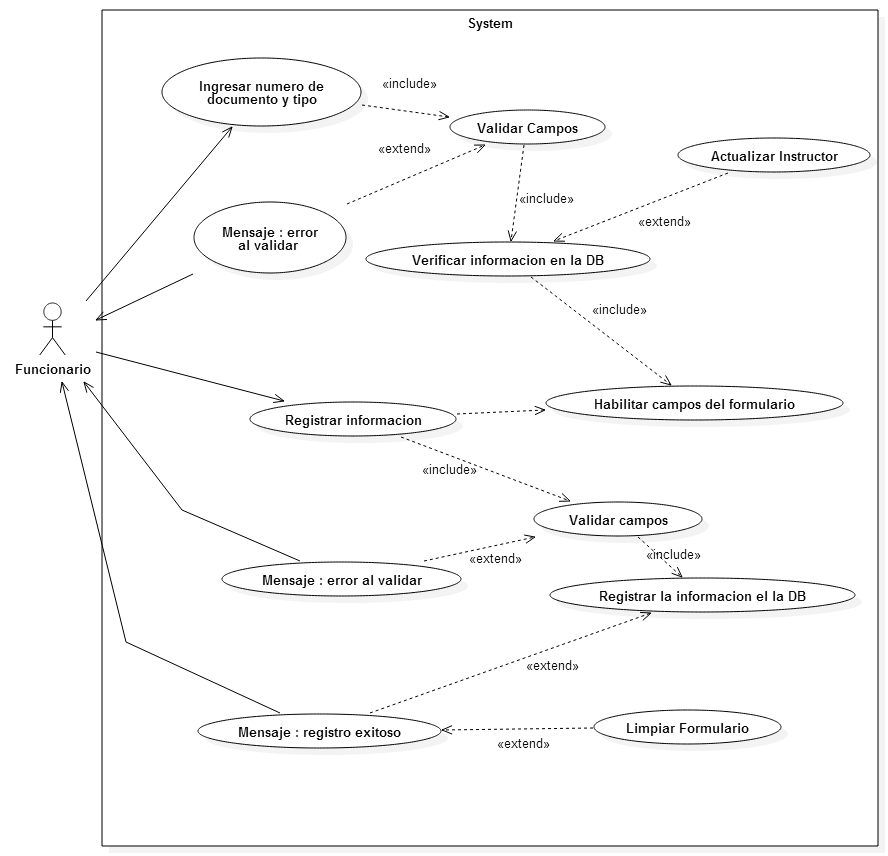 System
Ingresar numero de
documento y tipo
«include»
Validar Campos
«extend»
Actualizar Instructor
«include»
«extend»
Mensaje : error
al validar
Verificar informacion en la DB
«include»
Funcionario
Habilitar campos del formulario
Registrar informacion
«include»
Validar campos
«include»
«extend»
Mensaje : error al validar
Registrar la informacion el la DB
«extend»
Mensaje : registro exitoso
Limpiar Formulario
«extend»